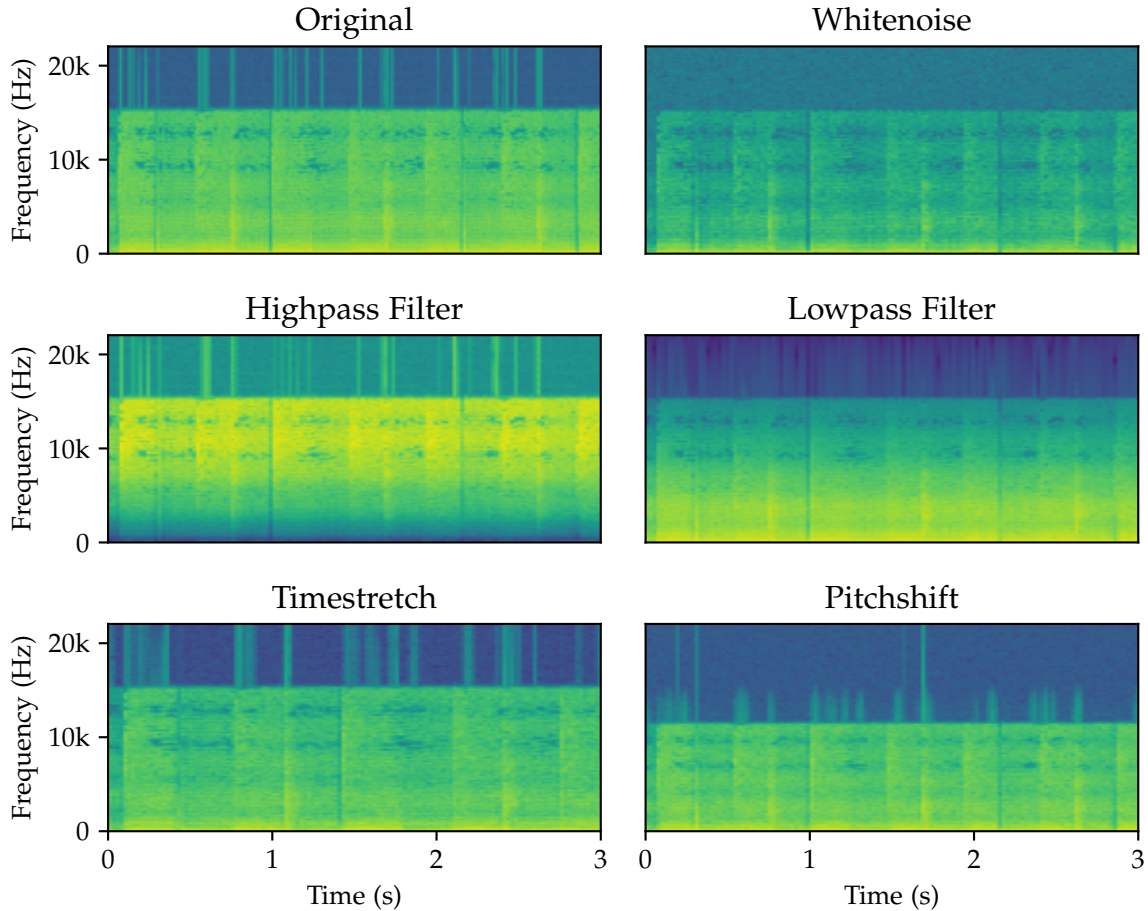 Original
Whitenoise
Frequency (Hz)
20k
10k
0
Highpass Filter
Lowpass Filter
Frequency (Hz)
20k
10k
0
Timestretch
Pitchshift
Frequency (Hz)
20k
10k
0
0 1 2 3
0 1 2 3
Time (s)
Time (s)